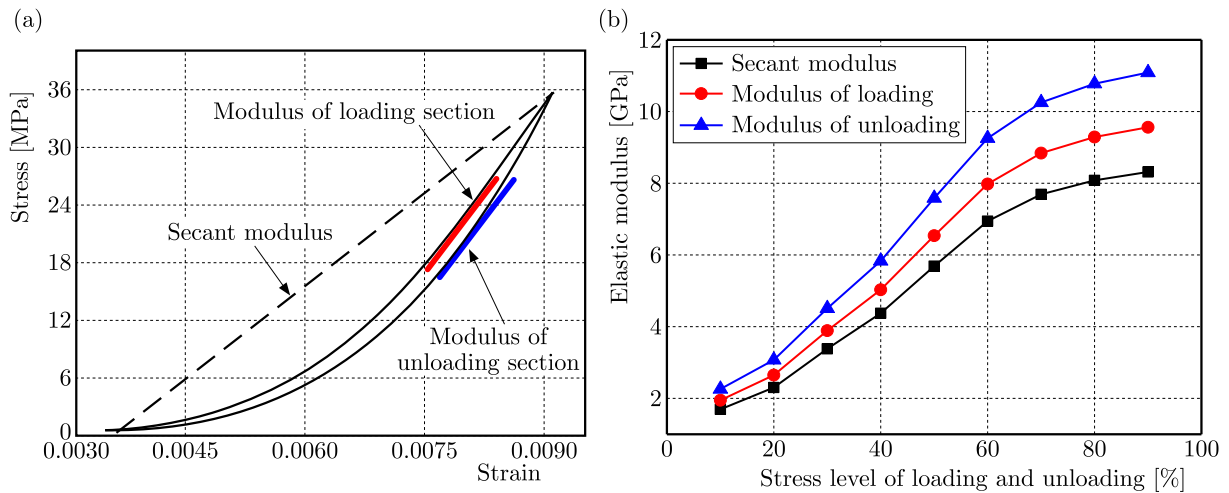 (a)
Stress [MPa]
36
30
24
18
12
6
0
Modulus of loading section
Secant modulus
Modulus of
unloading section
0.0030 0.0045 0.0060 0.0075 0.0090
Strain
(b)
Elastic modulus [GPa]
12
10
8
6
4
2
Secant modulus
Modulus of loading
Modulus of unloading
0 20 40 60 80 100
Stress level of loading and unloading [%]